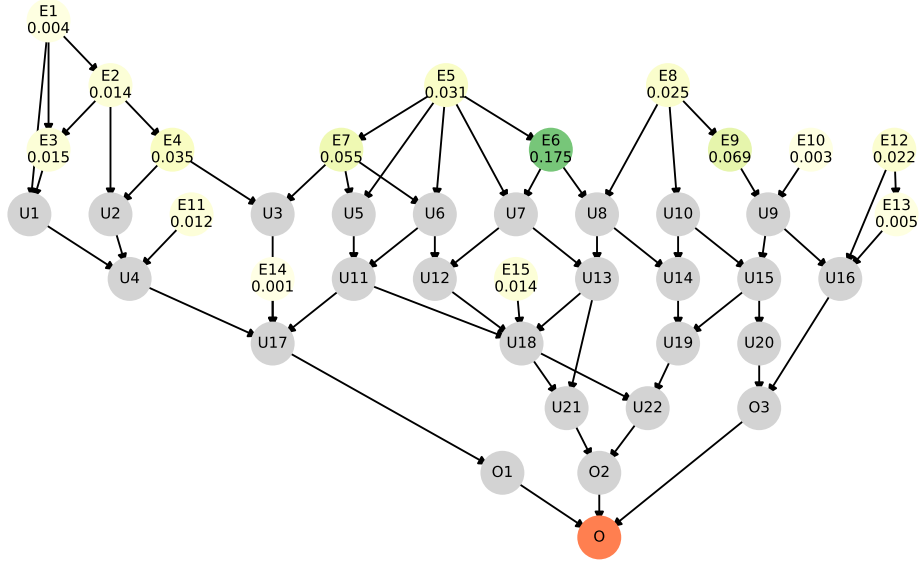 E1
0.004
E2
0.014
E5
0.031
E8
0.025
E3
0.015
E4
0.035
E7
0.055
E6
0.175
E9
0.069
E10
0.003
E12
0.022
U1
U2
E11
0.012
U3
U5
U6
U7
U8
U10
U9
E13
0.005
U4
E14
0.001
U11
U12
E15
0.014
U13
U14
U15
U16
U17
U18
U19
U20
U21
U22
O3
O1
O2
O